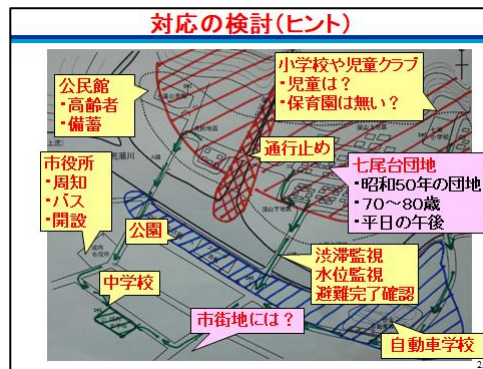 対応の検討(ヒント)
公民館
・高齢者
・備蓄
小学校や児童クラブ
・児童は?
・保育園は無い?
通行止め
市役所
・周知
・バス
・開設
七尾台団地
・昭和50年の団地
・70~80歳
・平日の午後
公園
渋滞監視
水位監視
避難完了確認
中学校
市街地には?
自動車学校